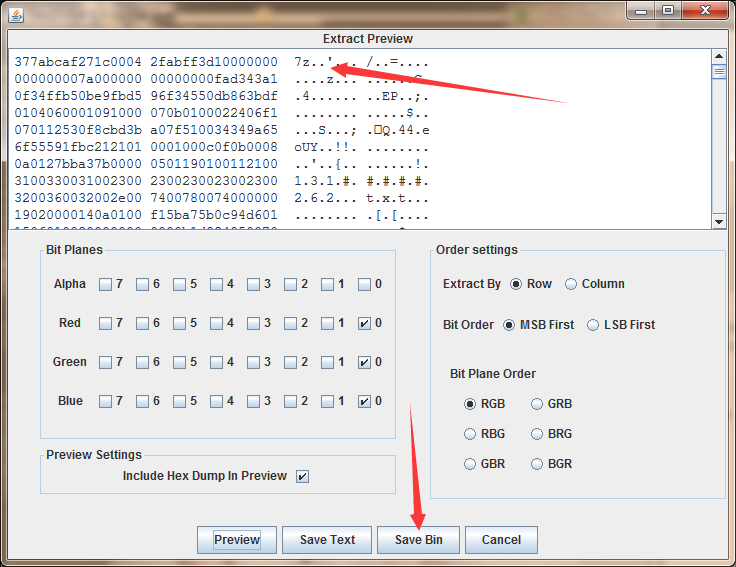 Extract Preview
377abcaf271c0004 2fabff3d10000000 7z..'... /..=....
000000007a000000 00000000fad343a1 ....z... ......C.
0f34ffb50be9fbd5 96f34550db863bdf .4...... ..EP..;.
0104060001091000 070b0100022406f1 ........ .....$..
070112530f8cbd3b a07f510034349a65 ...S...; .□Q.44.e
6f55591fbc212101 0001000c0f0b0008 oUY..!!. ........
0a0127bba37b0000 0501190100112100 ..'..{.. ......!.
3100330031002300 2300230023002300 1.3.1.#. #.#.#.#.
3200360032002e00 7400780074000000 2.6.2... t.x.t...
19020000140a0100 f15ba75b0c94d601 ........ .[.[....
Bit Planes
Alpha 7 6 5 4 3 2 1 0
Red 7 6 5 4 3 2 1 0
Green 7 6 5 4 3 2 1 0
Blue 7 6 5 4 3 2 1 0
Preview Settings
Include Hex Dump In Preview
Order settings
Extract By Row Column
Bit Order MSB First LSB First
Bit Plane Order
RGB GRB
RBG BRG
GBR BGR
Preview Save Text Save Bin Cancel